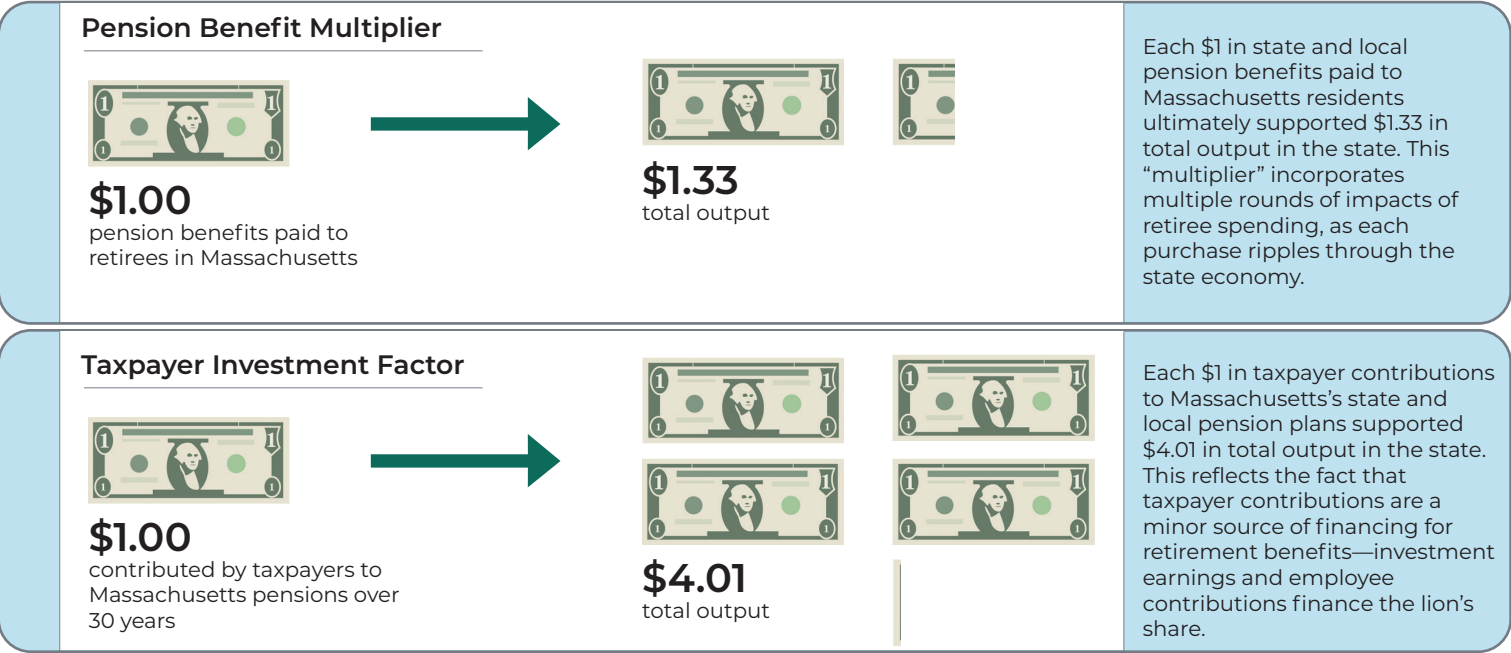 Pension Benefit Multiplier
$1.00
pension benefits paid to
retirees in Massachusetts
$1.33
total output
Each $1 in state and local
pension benefits paid to
Massachusetts residents
ultimately supported $1.33 in
total output in the state. This
“multiplier” incorporates
multiple rounds of impacts of
retiree spending, as each
purchase ripples through the
state economy.
Taxpayer Investment Factor
$1.00
contributed by taxpayers to
Massachusetts pensions over
30 years
$4.01
total output
Each $1 in taxpayer contributions
to Massachusetts’s state and
local pension plans supported
$4.01 in total output in the state.
This reflects the fact that
taxpayer contributions are a
minor source of financing for
retirement benefits—investment
earnings and employee
contributions finance the lion’s
share.